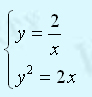 y = 2/x
y² = 2x